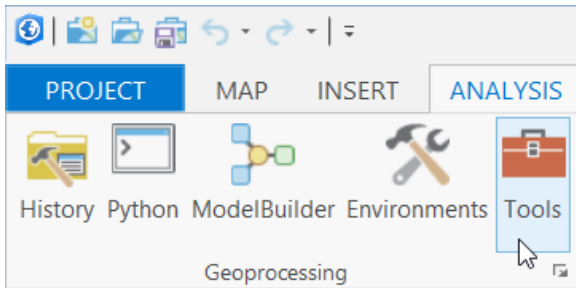 PROJECT MAP INSERT ANALYSIS
History Python ModelBuilder Environments Tools
Geoprocessing